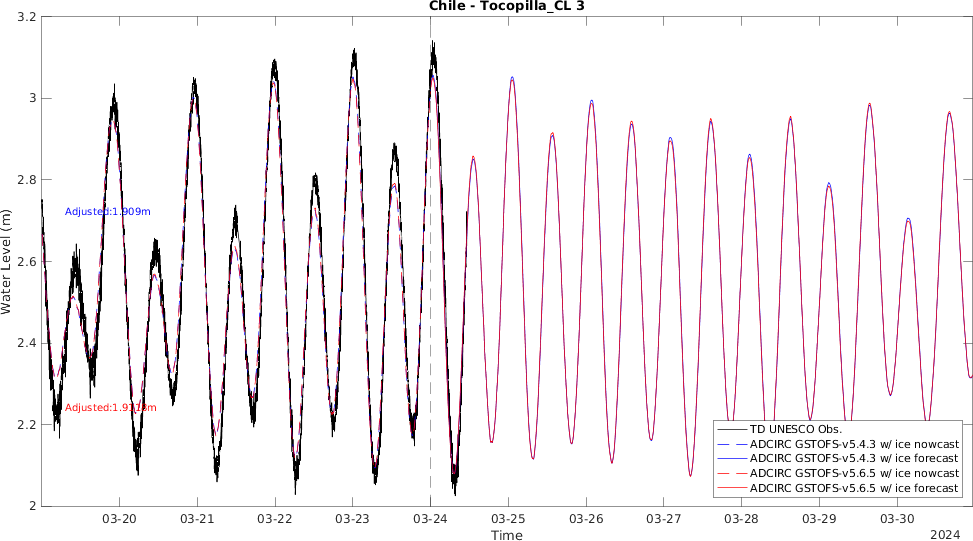 Chile - Tocopilla_CL 3
3.2
3
2.8
2.6
2.4
2.2
2
Water Level (m)
Adjusted:1.909m
Adjusted:1.9313m
TD UNESCO Obs.
ADCIRC GSTOFS-v5.4.3 w/ ice nowcast
ADCIRC GSTOFS-v5.4.3 w/ ice forecast
ADCIRC GSTOFS-v5.6.5 w/ ice nowcast
ADCIRC GSTOFS-v5.6.5 w/ ice forecast
03-20 03-21 03-22 03-23 03-24 03-25 03-26 03-27 03-28 03-29 03-30
Time
2024